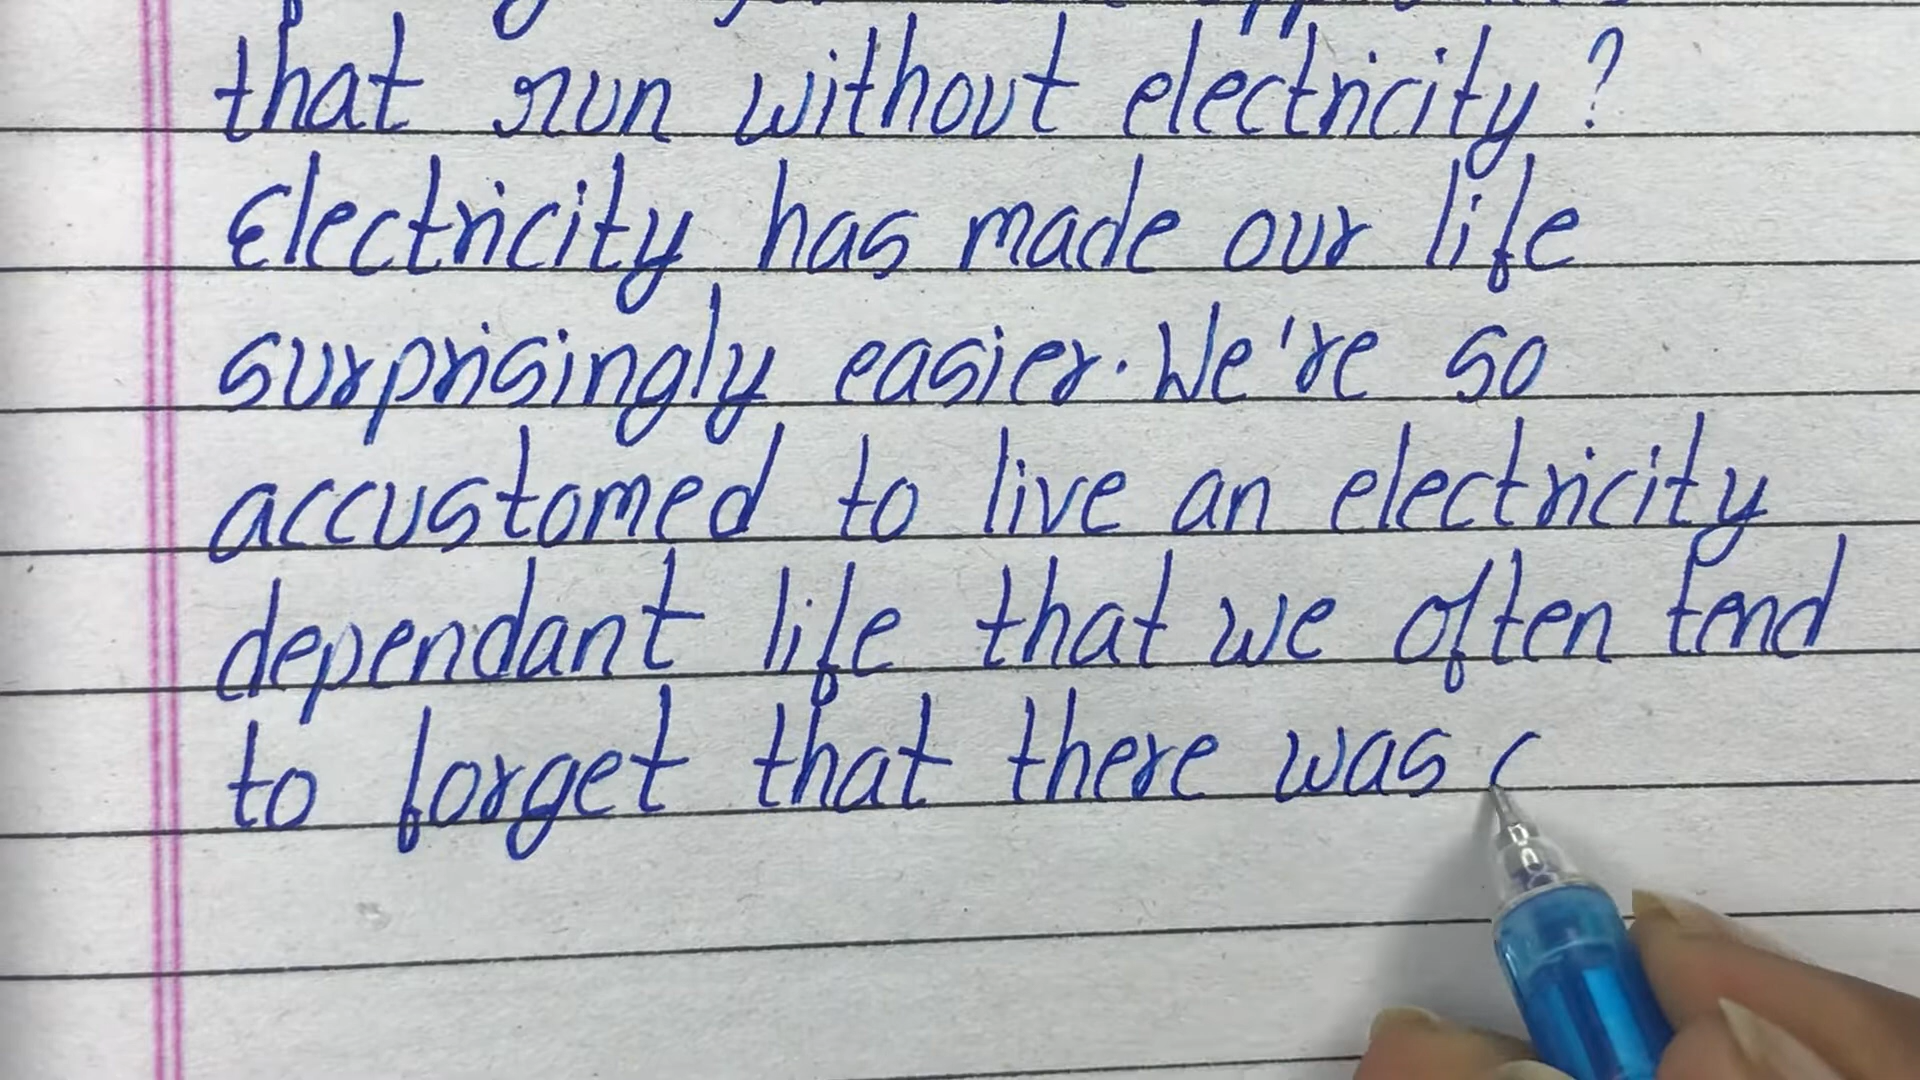 that run without electricity?
Electricity has made our life
surprisingly easier. We're so
accustomed to live an electricity
dependant life that we often tend
to forget that there was